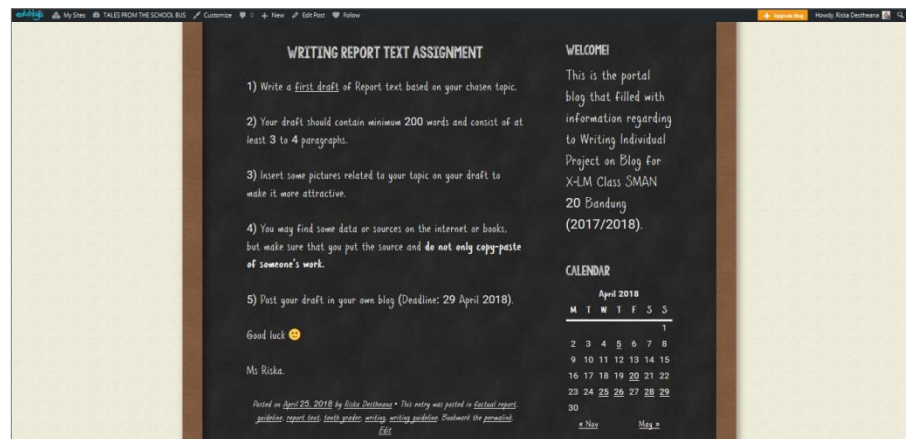 edublogs My Sites TALES FROM THE SCHOOL BUS Customize 0 New Edit Post Follow
Upgrade Blog Howdy, Riska Destheana
WRITING REPORT TEXT ASSIGNMENT
1) Write a first draft of Report text based on your chosen topic.
2) Your draft should contain minimum 200 words and consist of at
least 3 to 4 paragraphs.
3) Insert some pictures related to your topic on your draft to
make it more attractive.
4) You may find some data or sources on the internet or books,
but make sure that you put the source and do not only copy-paste
of someone's work.
5) Post your draft in your own blog (Deadline: 29 April 2018).
Good luck 🙂
Ms Riska.
Posted on April 25, 2018 by Riska Destheana • This entry was posted in factual report,
guideline, report text, tenth grader, writing, writing guideline. Bookmark the permalink.
Edit
WELCOME!
This is the portal
blog that filled with
information regarding
to Writing Individual
Project on Blog for
X-LM Class SMAN
20 Bandung
(2017/2018).
CALENDAR
April 2018
M T W T F S S
1
2 3 4 5 6 7 8
9 10 11 12 13 14 15
16 17 18 19 20 21 22
23 24 25 26 27 28 29
30
« Nov May »